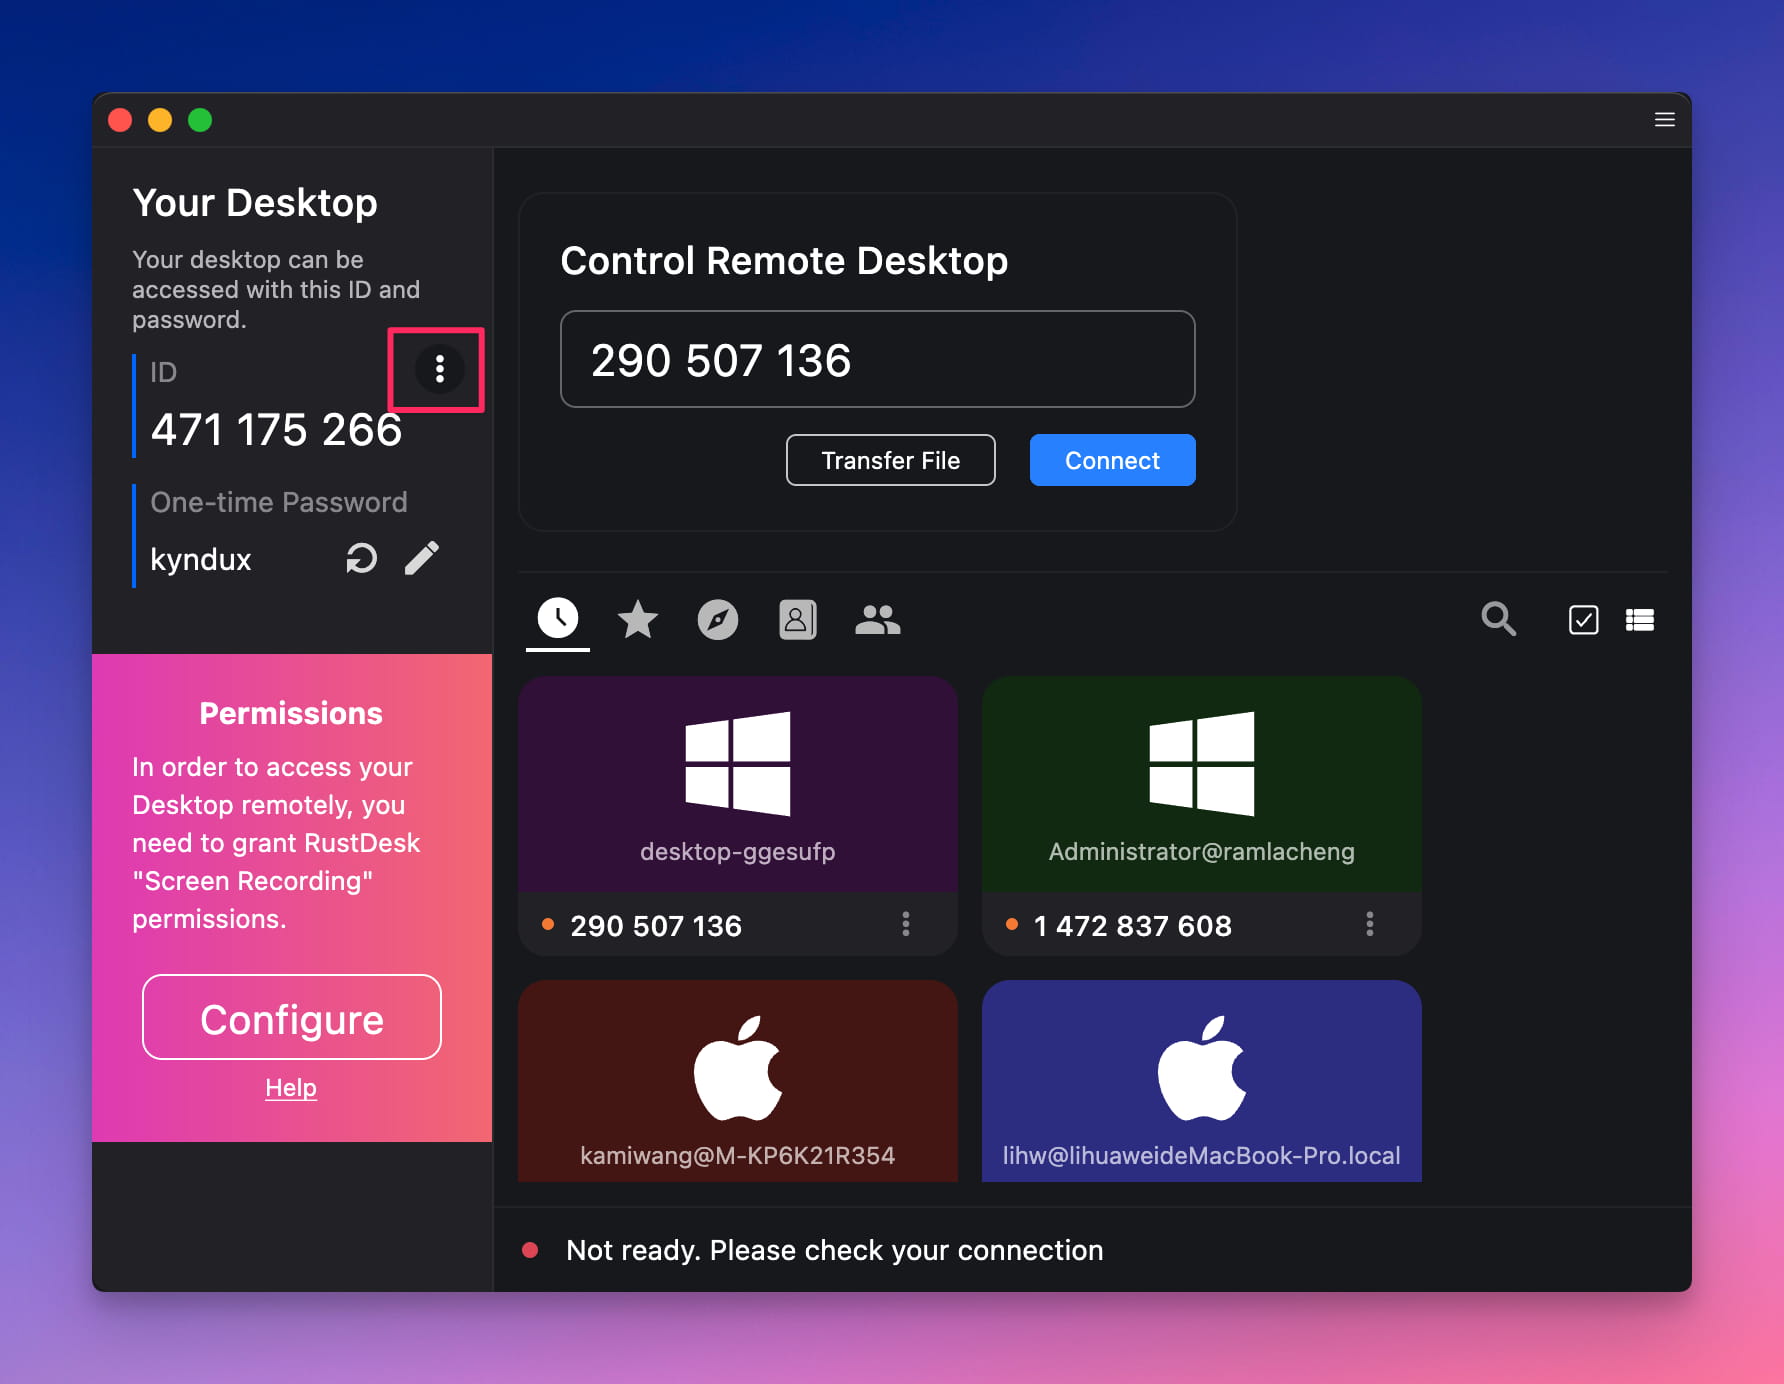 Your Desktop
Your desktop can be
accessed with this ID and
password.
ID
471 175 266
One-time Password
kyndux
Permissions
In order to access your
Desktop remotely, you
need to grant RustDesk
"Screen Recording"
permissions.
Configure
Help
Control Remote Desktop
290 507 136
Transfer File
Connect
desktop-ggesufp
290 507 136
Administrator@ramlacheng
1 472 837 608
kamiwang@M-KP6K21R354
lihw@lihuaweideMacBook-Pro.local
Not ready. Please check your connection